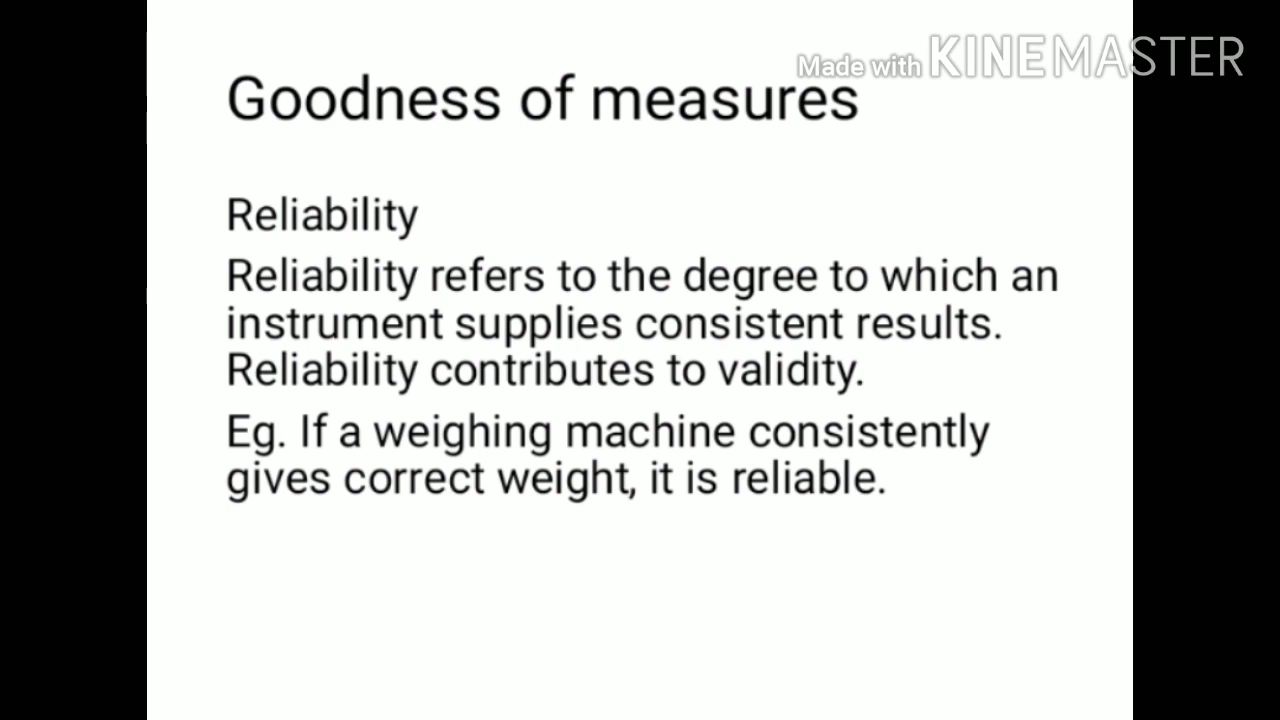 Made with KINEMASTER
Goodness of measures
Reliability
Reliability refers to the degree to which an
instrument supplies consistent results.
Reliability contributes to validity.
Eg. If a weighing machine consistently
gives correct weight, it is reliable.